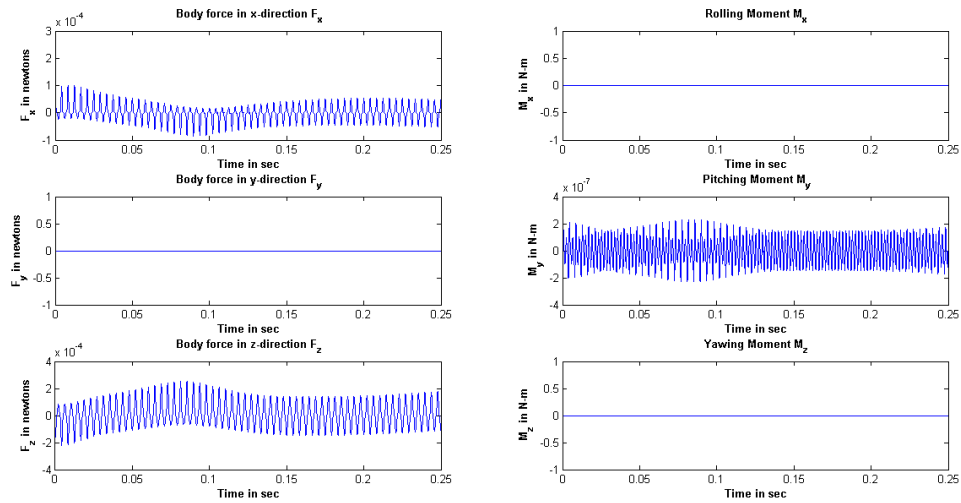 Body force in x-direction F_x
x 10^-4
F_x in newtons
3
2
1
0
-1
0 0.05 0.1 0.15 0.2 0.25
Time in sec
Rolling Moment M_x
M_x in N-m
1
0.5
0
-0.5
-1
0 0.05 0.1 0.15 0.2 0.25
Time in sec
Body force in y-direction F_y
F_y in newtons
1
0.5
0
-0.5
-1
0 0.05 0.1 0.15 0.2 0.25
Time in sec
Pitching Moment M_y
x 10^-7
M_y in N-m
4
2
0
-2
-4
0 0.05 0.1 0.15 0.2 0.25
Time in sec
Body force in z-direction F_z
x 10^-4
F_z in newtons
4
2
0
-2
-4
0 0.05 0.1 0.15 0.2 0.25
Time in sec
Yawing Moment M_z
M_z in N-m
1
0.5
0
-0.5
-1
0 0.05 0.1 0.15 0.2 0.25
Time in sec